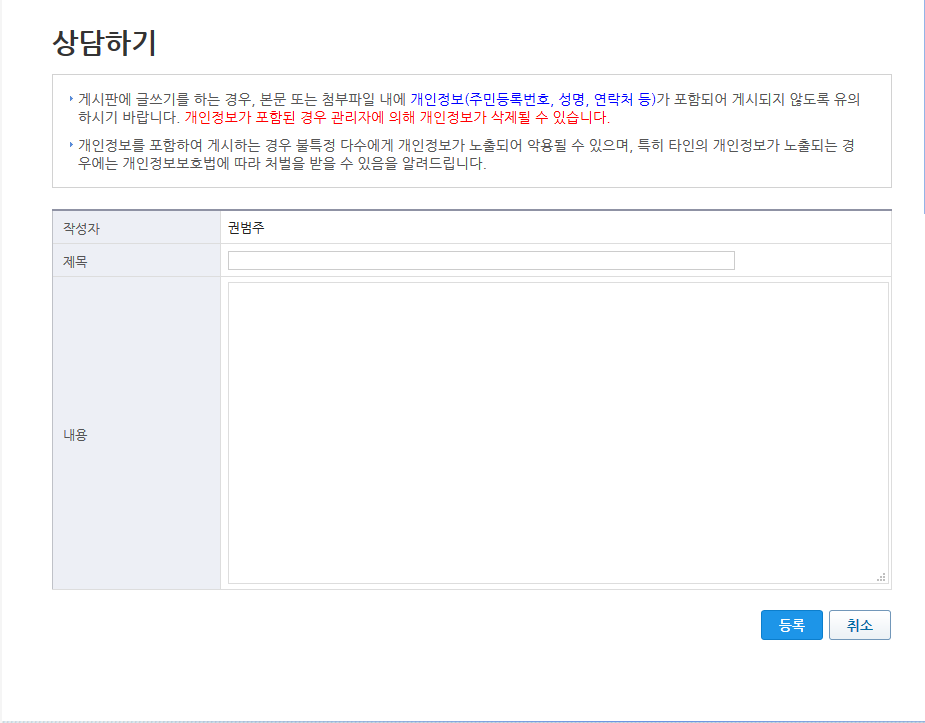 상담하기
게시판에 글쓰기를 하는 경우, 본문 또는 첨부파일 내에 개인정보(주민등록번호, 성명, 연락처 등)가 포함되어 게시되지 않도록 유의
하시기 바랍니다. 개인정보가 포함된 경우 관리자에 의해 개인정보가 삭제될 수 있습니다.
개인정보를 포함하여 게시하는 경우 불특정 다수에게 개인정보가 노출되어 악용될 수 있으며, 특히 타인의 개인정보가 노출되는 경
우에는 개인정보보호법에 따라 처벌을 받을 수 있음을 알려드립니다.
작성자 권범주
제목
내용
등록 취소